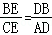 BE/CE = DB/AD